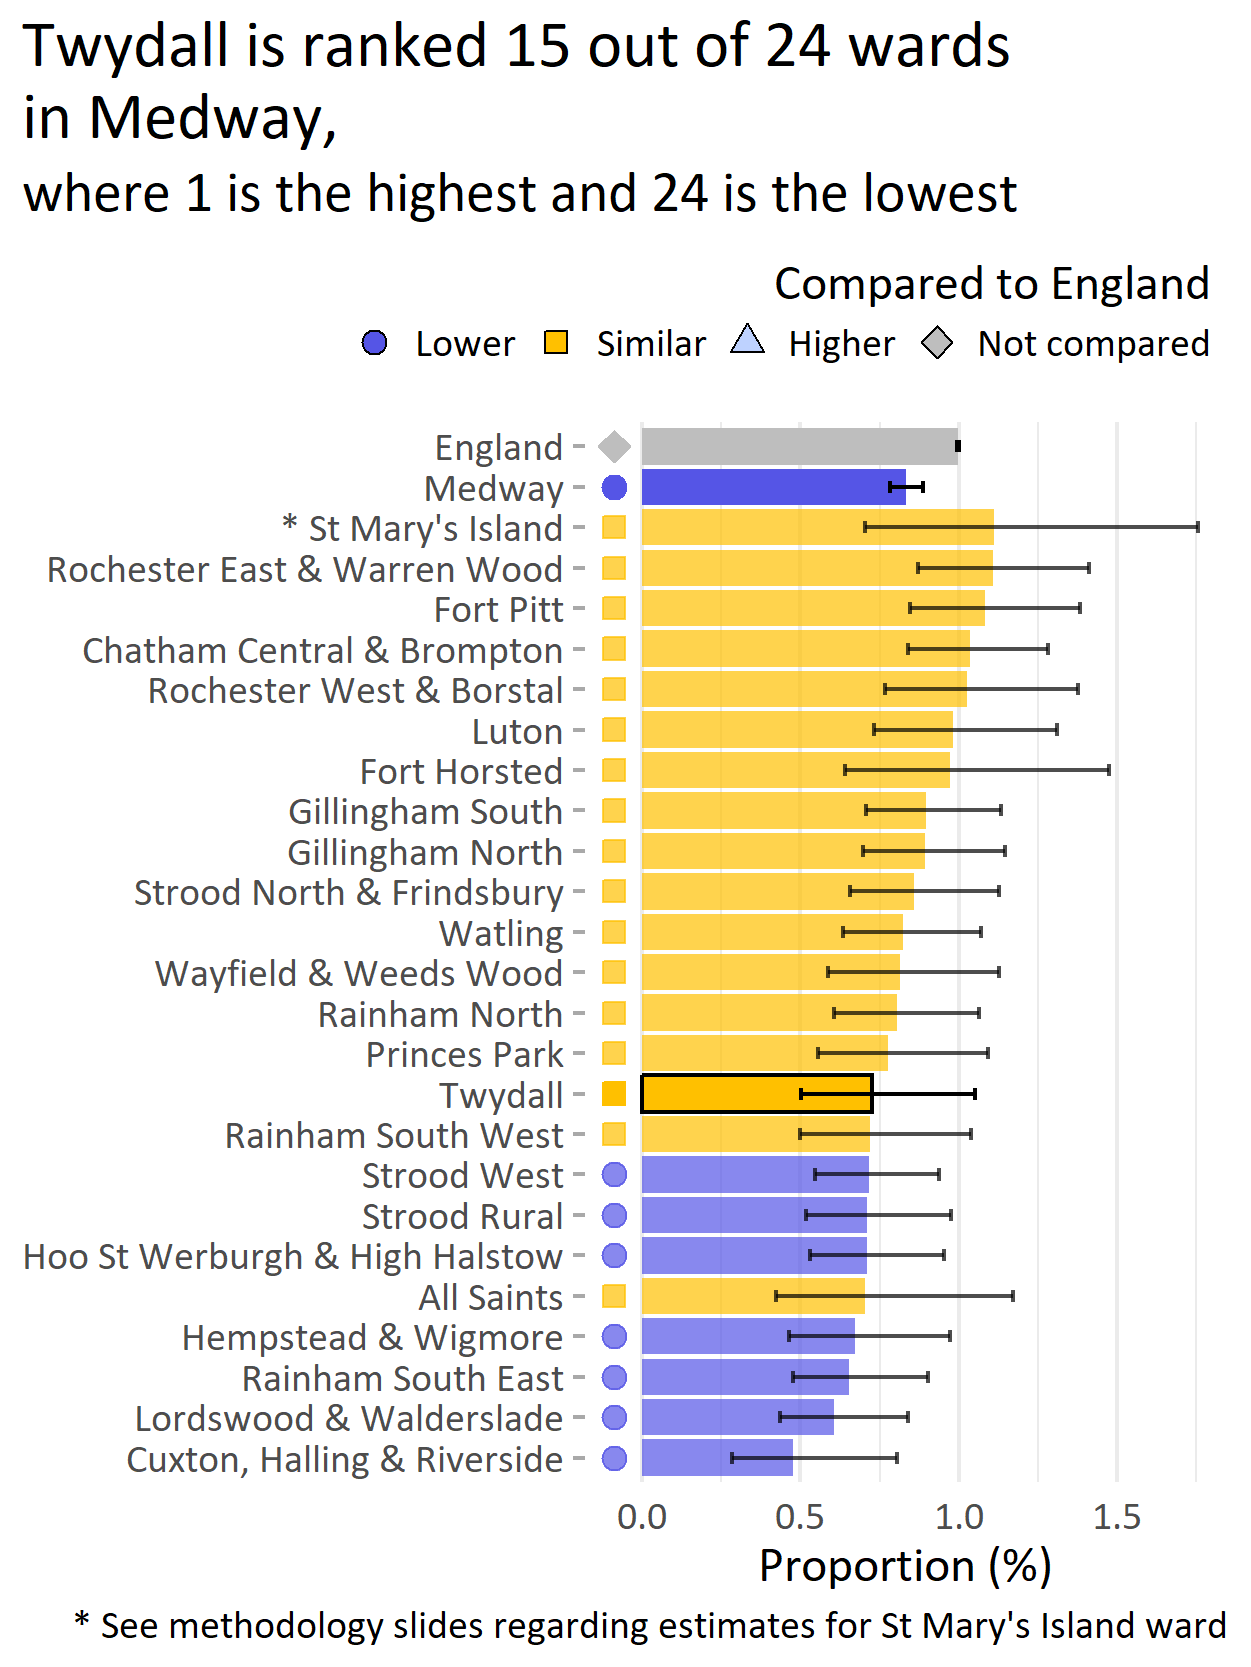 Twydall is ranked 15 out of 24 wards
in Medway,
where 1 is the highest and 24 is the lowest
Compared to England
Lower Similar Higher Not compared
England
Medway
* St Mary's Island
Rochester East & Warren Wood
Fort Pitt
Chatham Central & Brompton
Rochester West & Borstal
Luton
Fort Horsted
Gillingham South
Gillingham North
Strood North & Frindsbury
Watling
Wayfield & Weeds Wood
Rainham North
Princes Park
Twydall
Rainham South West
Strood West
Strood Rural
Hoo St Werburgh & High Halstow
All Saints
Hempstead & Wigmore
Rainham South East
Lordswood & Walderslade
Cuxton, Halling & Riverside
0.0 0.5 1.0 1.5
Proportion (%)
* See methodology slides regarding estimates for St Mary's Island ward